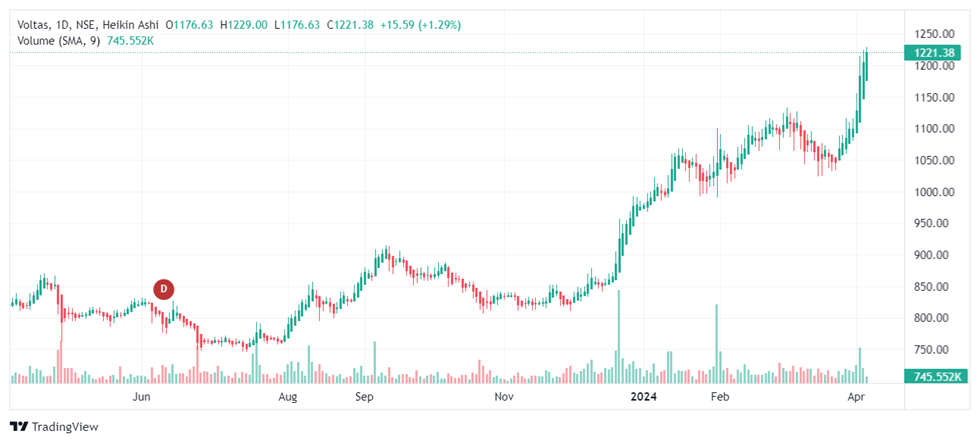 Voltas, 1D, NSE, Heikin Ashi O1176.63 H1229.00 L1176.63 C1221.38 +15.59 (+1.29%)
Volume (SMA, 9) 745.552K
1250.00
1221.38
1200.00
1150.00
1100.00
1050.00
1000.00
950.00
900.00
850.00
D
800.00
750.00
745.552K
Jun Aug Sep Nov 2024 Feb Apr
TradingView